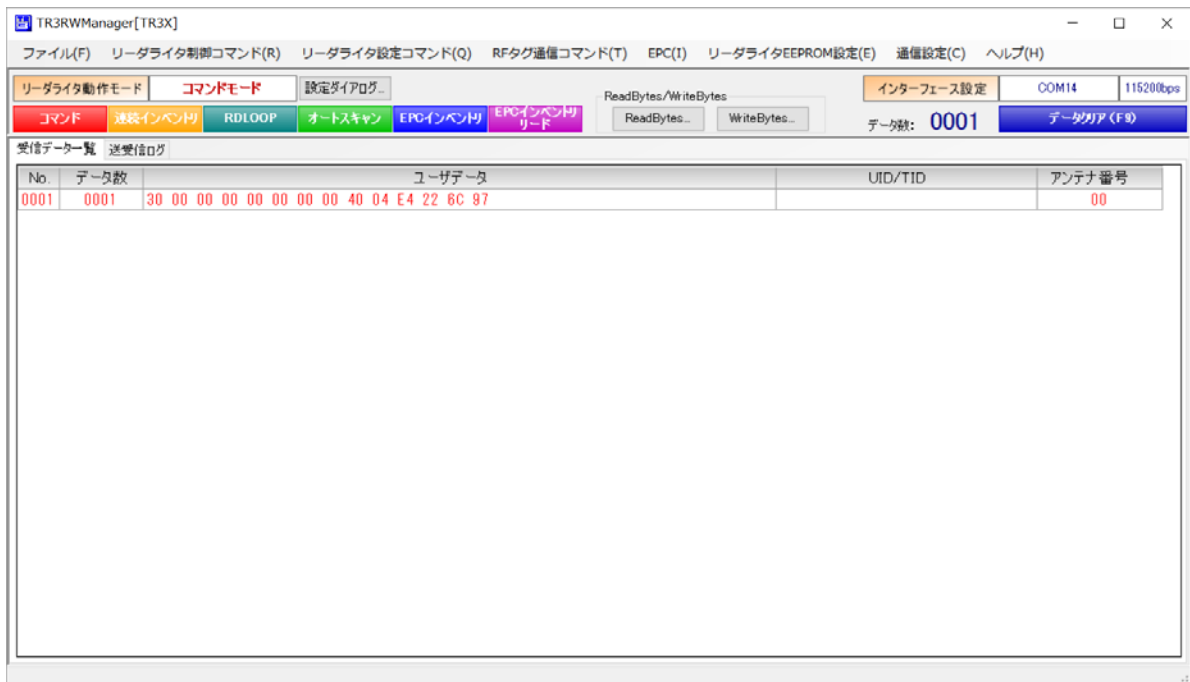 TR3RWManager[TR3X]
ファイル(F) リーダライタ制御コマンド(R) リーダライタ設定コマンド(Q) RFタグ通信コマンド(T) EPC(I) リーダライタEEPROM設定(E) 通信設定(C) ヘルプ(H)
リーダライタ動作モード コマンドモード 設定ダイアログ... ReadBytes/WriteBytes インターフェース設定 COM14 115200bps
コマンド 連続インベントリ RDLOOP オートスキャン EPCインベントリ EPCインベントリ
リード ReadBytes... WriteBytes... データ数: 0001 データクリア(F9)
受信データ一覧 送受信ログ
No. データ数 ユーザデータ UID/TID アンテナ番号
0001 0001 30 00 00 00 00 00 00 00 40 04 E4 22 6C 97 00